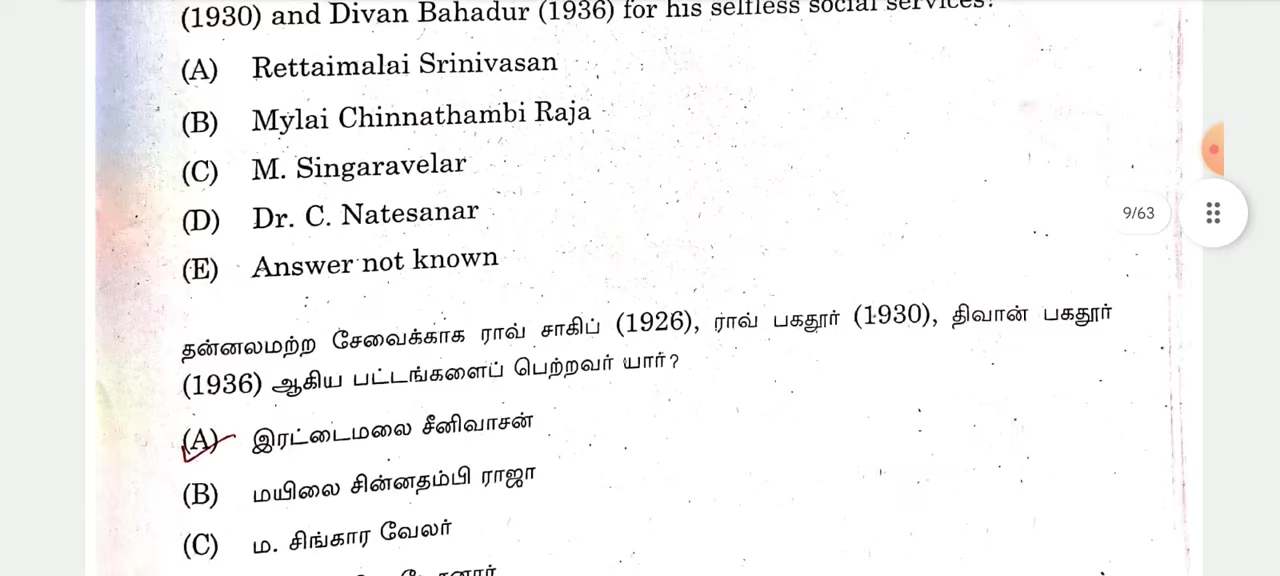 (1930) and Divan Bahadur (1936) for his selfless social services?
(A) Rettaimalai Srinivasan
(B) Mylai Chinnathambi Raja
(C) M. Singaravelar
(D) Dr. C. Natesanar
(E) Answer not known
9/63
தன்னலமற்ற சேவைக்காக ராவ் சாகிப் (1926), ராவ் பகதூர் (1930), திவான் பகதூர்
(1936) ஆகிய பட்டங்களைப் பெற்றவர் யார்?
(A) இரட்டைமலை சீனிவாசன்
(B) மயிலை சின்னதம்பி ராஜா
(C) ம. சிங்கார வேலர்